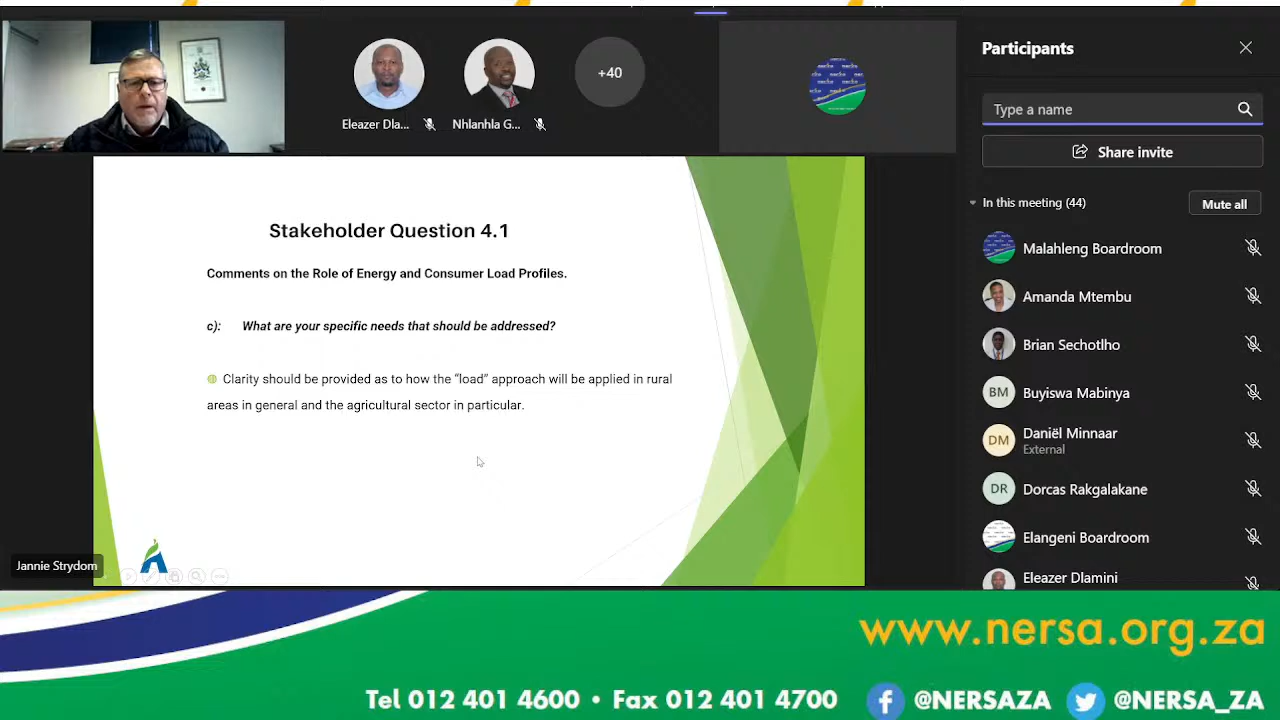 Eleazer Dla...
Nhlanhla G...
+40
Participants
Type a name
Share invite
In this meeting (44)
Mute all
Malahleng Boardroom
Amanda Mtembu
Brian Sechotlho
BM Buyiswa Mabinya
DM Daniël Minnaar
External
DR Dorcas Rakgalakane
Elangeni Boardroom
Eleazer Dlamini
Stakeholder Question 4.1
Comments on the Role of Energy and Consumer Load Profiles.
c): What are your specific needs that should be addressed?
Clarity should be provided as to how the “load” approach will be applied in rural
areas in general and the agricultural sector in particular.
Jannie Strydom
www.nersa.org.za
Tel 012 401 4600 • Fax 012 401 4700 @NERSAZA @NERSA_ZA